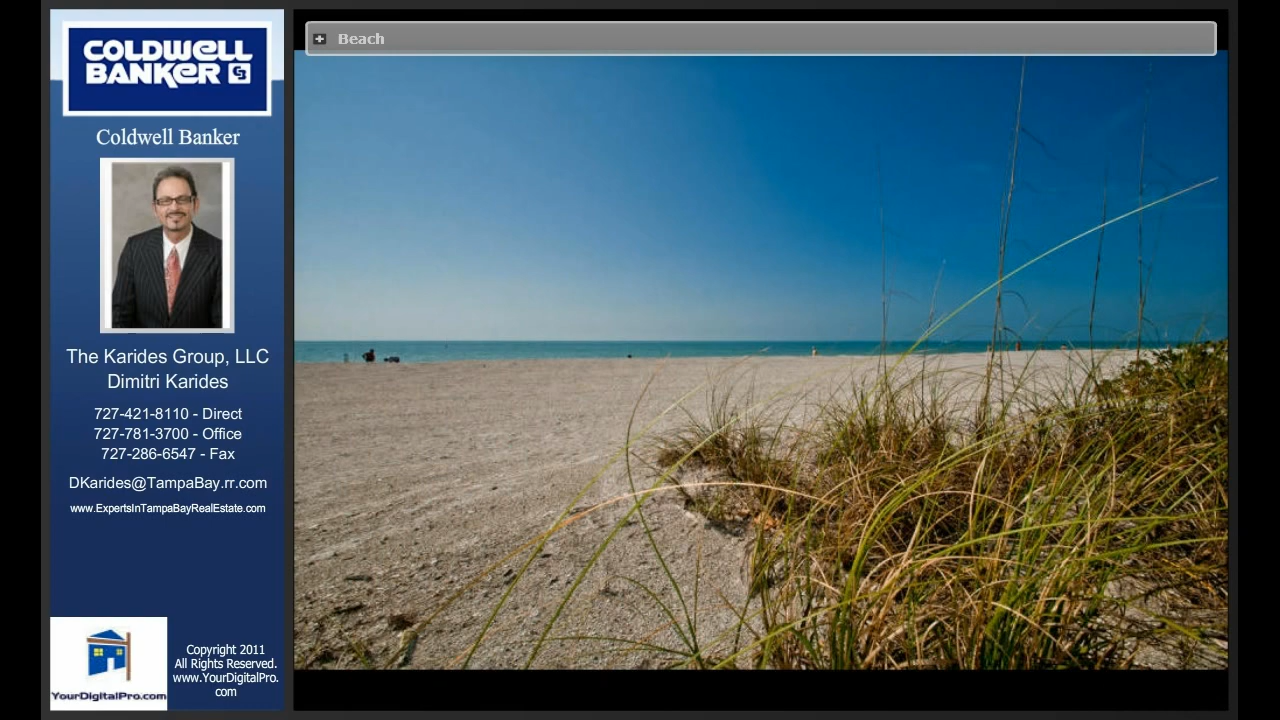 COLDWELL
BANKER
Coldwell Banker
The Karides Group, LLC
Dimitri Karides
727-421-8110 - Direct
727-781-3700 - Office
727-286-6547 - Fax
DKarides@TampaBay.rr.com
www.ExpertsInTampaBayRealEstate.com
YourDigitalPro.com
Copyright 2011
All Rights Reserved.
www.YourDigitalPro.
com
Beach